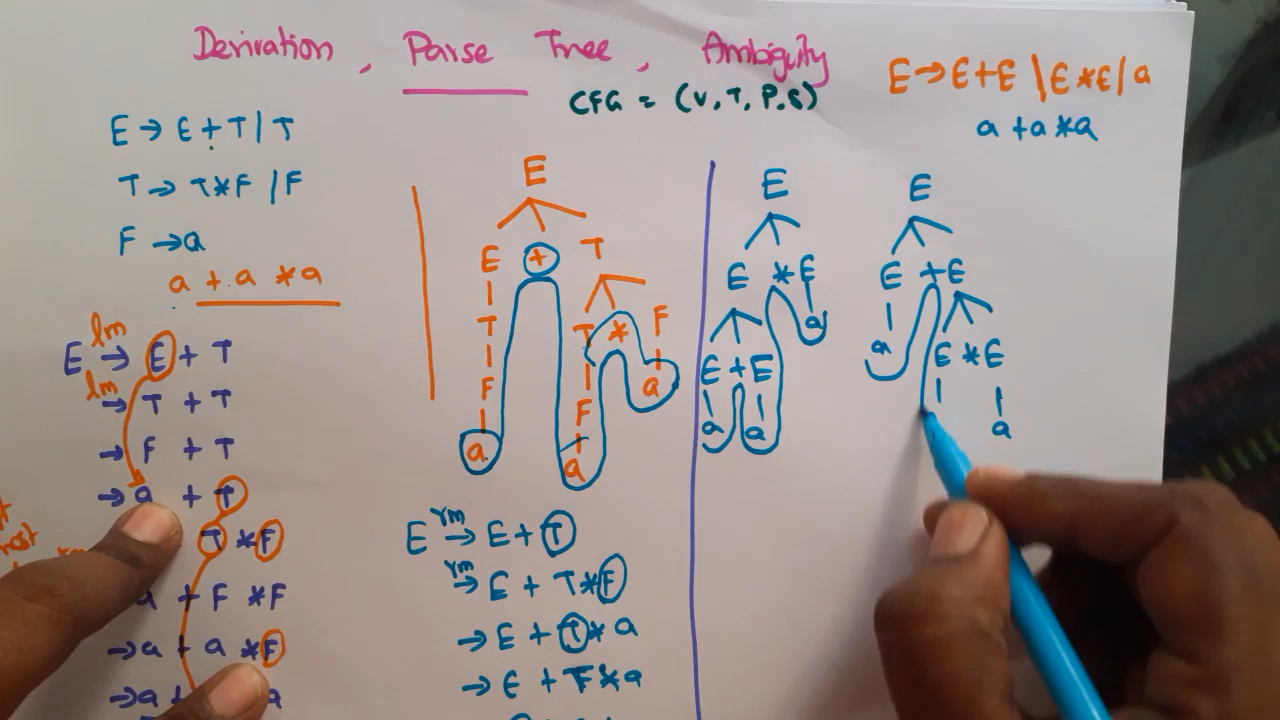 Derivation, Parse Tree, Ambiguity
CFG = (V, T, P, S)
E → E + E | E * E | a
a + a * a
E → E + T | T
T → T * F | F
F → a
a + a * a
E lm → E + T
lm → T + T
→ F + T
→ a + T
T * F
+ F * F
→ a + a * F
→ a +
a
E
E + T
T T * F
F F a
a a
E rm → E + T
rm → E + T * F
→ E + T * a
→ E + F * a
E
E * E
E + E a
a a
E
E + E
a E * E
a